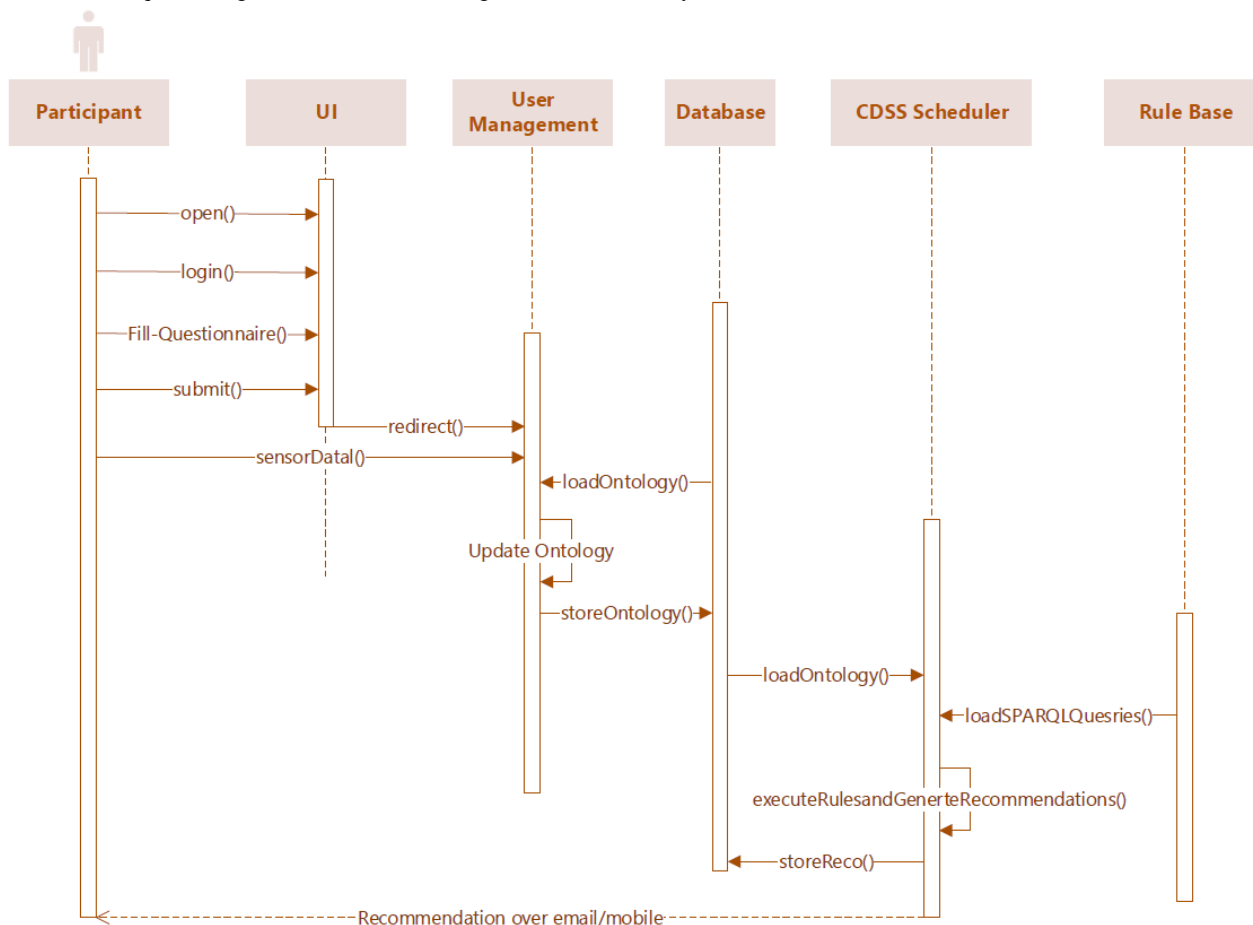 Participant
UI
User
Management
Database
CDSS Scheduler
Rule Base
open()
login()
Fill-Questionnaire()
submit()
redirect()
sensorDatal()
loadOntology()
Update Ontology
storeOntology()
loadOntology()
loadSPARQLQuesries()
executeRulesandGenerteRecommendations()
storeReco()
Recommendation over email/mobile